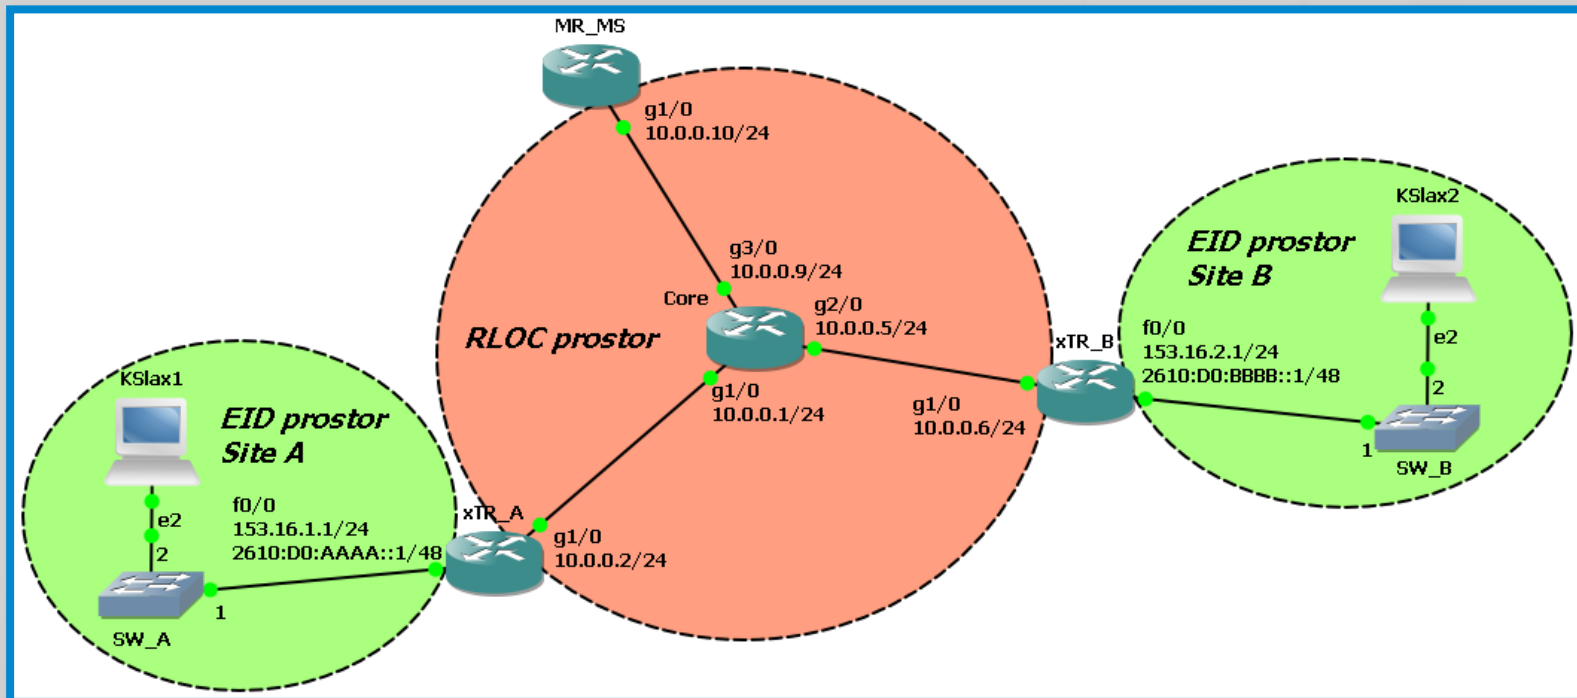 MR_MS
g1/0
10.0.0.10/24
KSlax2
EID prostor
Site B
g3/0
10.0.0.9/24
Core
g2/0
10.0.0.5/24
RLOC prostor
xTR_B
f0/0
153.16.2.1/24
2610:D0:BBBB::1/48
e2
2
g1/0
10.0.0.1/24
g1/0
10.0.0.6/24
1
SW_B
KSlax1
EID prostor
Site A
f0/0
153.16.1.1/24
2610:D0:AAAA::1/48
xTR_A
e2
2
g1/0
10.0.0.2/24
1
SW_A